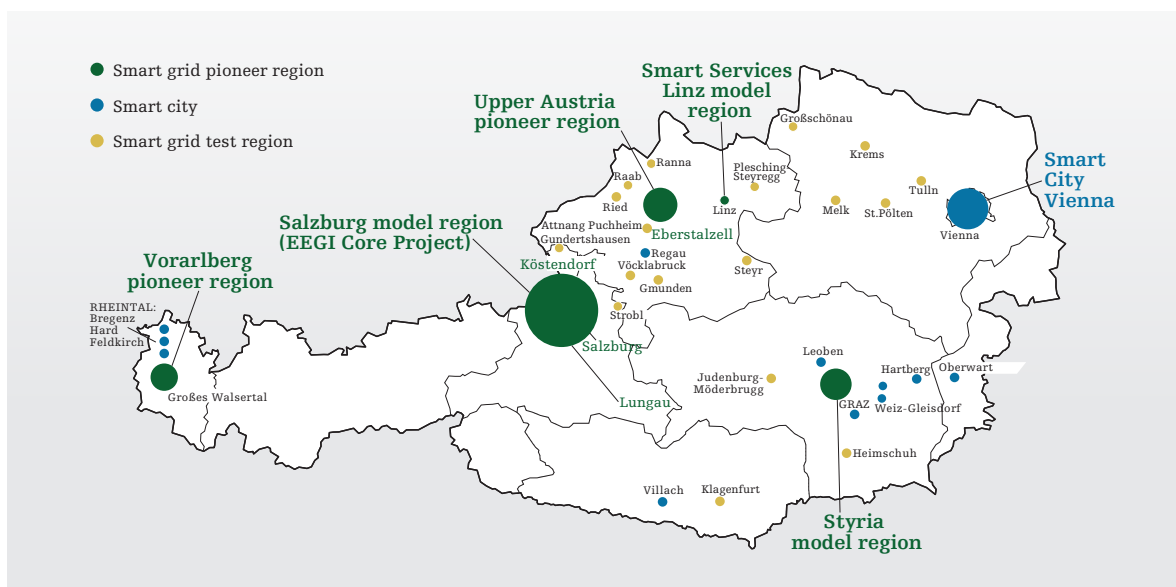 Smart grid pioneer region
Smart city
Smart grid test region
Smart Services
Linz model
region
Upper Austria
pioneer region
Salzburg model region
(EEGI Core Project)
Vorarlberg
pioneer region
Smart
City
Vienna
Styria
model region
Großschönau
Krems
Tulln
Melk
St.Pölten
Vienna
Ranna
Raab
Ried
Plesching
Steyregg
Linz
Attnang Puchheim
Eberstalzell
Gundertshausen
Regau
Köstendorf
Vöcklabruck
Gmunden
Steyr
Strobl
Salzburg
Lungau
RHEINTAL:
Bregenz
Hard
Feldkirch
Großes Walsertal
Leoben
Judenburg-
Möderbrugg
Hartberg
Oberwart
GRAZ
Weiz-Gleisdorf
Heimschuh
Villach
Klagenfurt